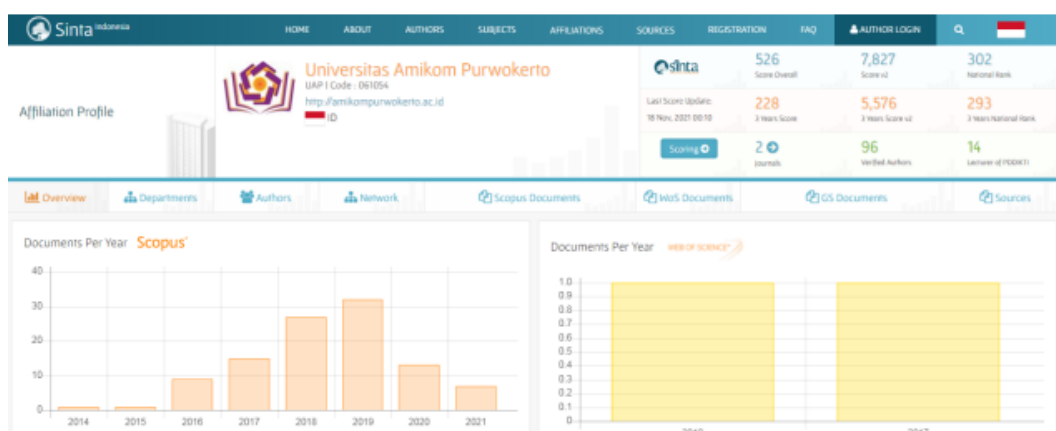 Sinta Indonesia
HOME ABOUT AUTHORS SUBJECTS AFFILIATIONS SOURCES REGISTRATION FAQ AUTHOR LOGIN
Affiliation Profile
Universitas Amikom Purwokerto
UAP | Code : 061054
http://amikompurwokerto.ac.id
ID
sinta
526
Score Overall
7,827
Score v2
302
National Rank
Last Score Update:
18 Nov, 2021 00:10
228
3 Years Score
5,576
3 Years Score v2
293
3 Years National Rank
Scoring
2
Journals
96
Verified Authors
14
Lecturer of PDDIKTI
Overview Departments Authors Network Scopus Documents WoS Documents GS Documents Sources
Documents Per Year Scopus
40
30
20
10
0
2014 2015 2016 2017 2018 2019 2020 2021
Documents Per Year WEB OF SCIENCE
1.0
0.9
0.8
0.7
0.6
0.5
0.4
0.3
0.2
0.1
0
2017